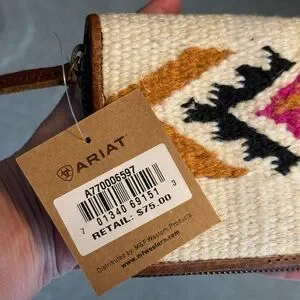 ARIAT
A770006597
7 01340 69151 3
RETAIL: $75.00
Distributed by M&F Western Products
www.mfwestern.com